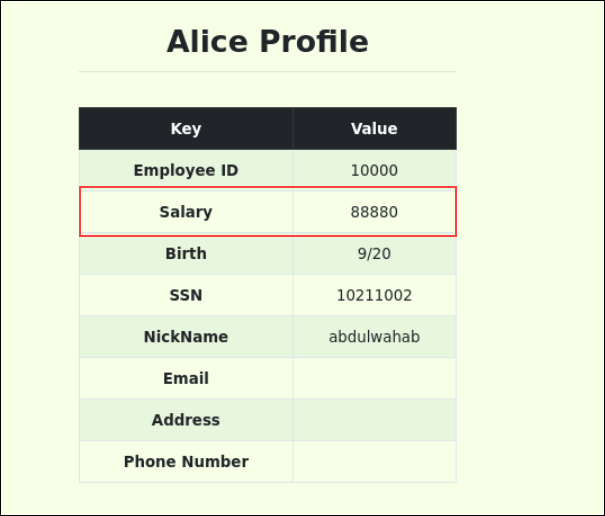 Alice Profile
Key Value
Employee ID 10000
Salary 88880
Birth 9/20
SSN 10211002
NickName abdulwahab
Email
Address
Phone Number